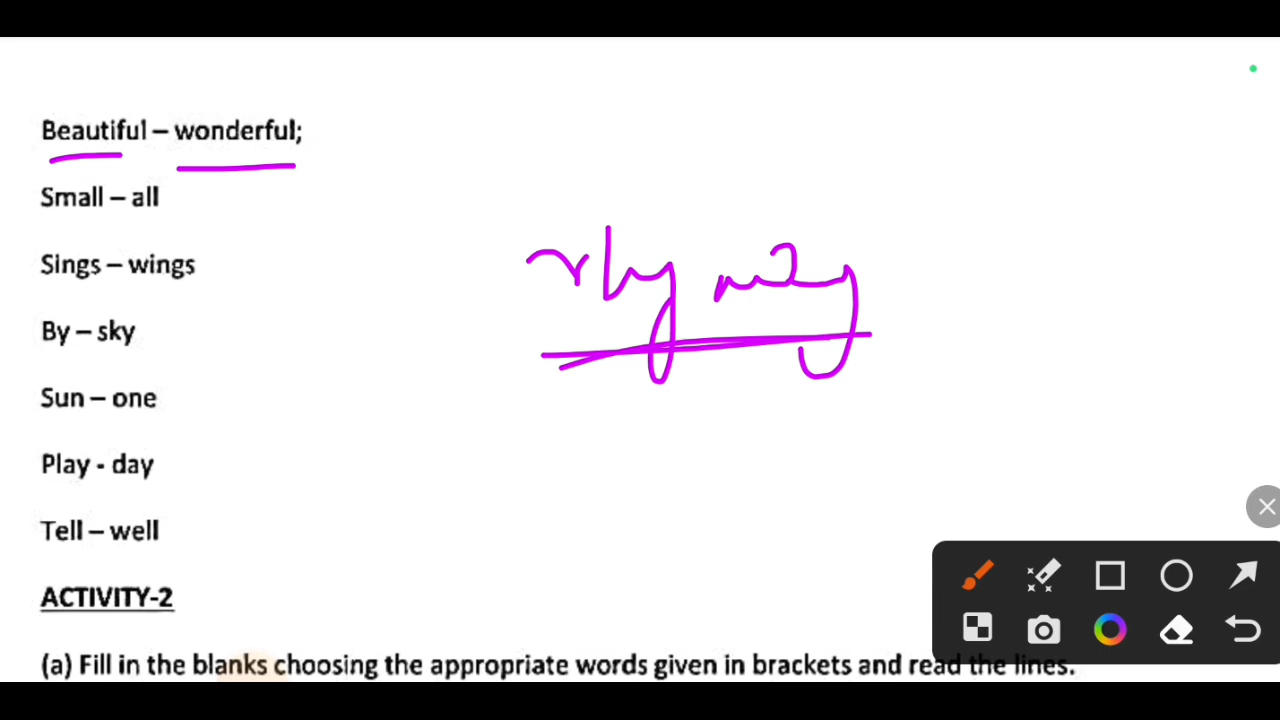 Beautiful – wonderful;
Small – all
Sings – wings
By – sky
Sun – one
Play - day
Tell – well
ACTIVITY-2
(a) Fill in the blanks choosing the appropriate words given in brackets and read the lines.